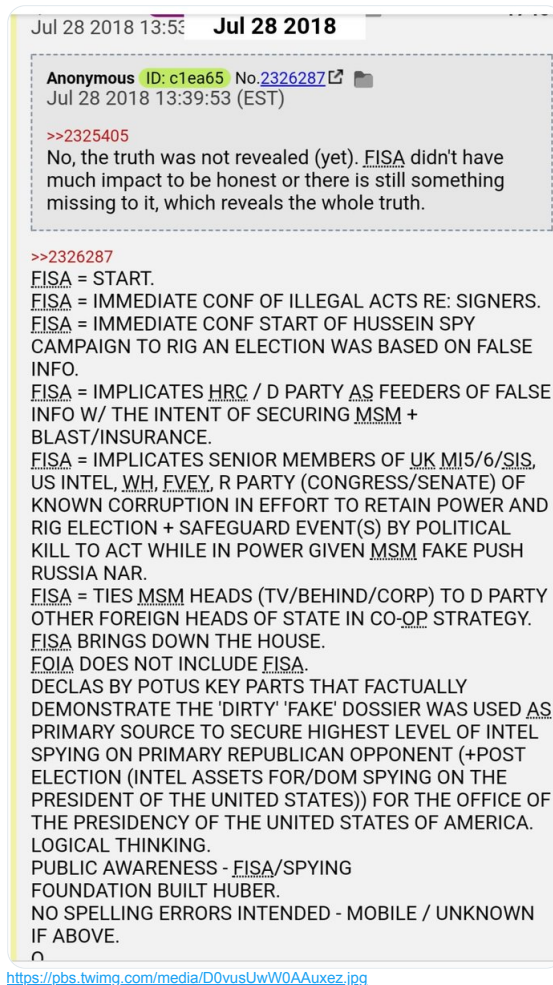 Jul 28 2018 13:53
Jul 28 2018
Anonymous ID: c1ea65 No.2326287
Jul 28 2018 13:39:53 (EST)
>>2325405
No, the truth was not revealed (yet). FISA didn't have
much impact to be honest or there is still something
missing to it, which reveals the whole truth.
>>2326287
FISA = START.
FISA = IMMEDIATE CONF OF ILLEGAL ACTS RE: SIGNERS.
FISA = IMMEDIATE CONF START OF HUSSEIN SPY
CAMPAIGN TO RIG AN ELECTION WAS BASED ON FALSE
INFO.
FISA = IMPLICATES HRC / D PARTY AS FEEDERS OF FALSE
INFO W/ THE INTENT OF SECURING MSM +
BLAST/INSURANCE.
FISA = IMPLICATES SENIOR MEMBERS OF UK MI5/6/SIS,
US INTEL, WH, FVEY, R PARTY (CONGRESS/SENATE) OF
KNOWN CORRUPTION IN EFFORT TO RETAIN POWER AND
RIG ELECTION + SAFEGUARD EVENT(S) BY POLITICAL
KILL TO ACT WHILE IN POWER GIVEN MSM FAKE PUSH
RUSSIA NAR.
FISA = TIES MSM HEADS (TV/BEHIND/CORP) TO D PARTY
OTHER FOREIGN HEADS OF STATE IN CO-OP STRATEGY.
FISA BRINGS DOWN THE HOUSE.
FOIA DOES NOT INCLUDE FISA.
DECLAS BY POTUS KEY PARTS THAT FACTUALLY
DEMONSTRATE THE 'DIRTY' 'FAKE' DOSSIER WAS USED AS
PRIMARY SOURCE TO SECURE HIGHEST LEVEL OF INTEL
SPYING ON PRIMARY REPUBLICAN OPPONENT (+POST
ELECTION (INTEL ASSETS FOR/DOM SPYING ON THE
PRESIDENT OF THE UNITED STATES)) FOR THE OFFICE OF
THE PRESIDENCY OF THE UNITED STATES OF AMERICA.
LOGICAL THINKING.
PUBLIC AWARENESS - FISA/SPYING
FOUNDATION BUILT HUBER.
NO SPELLING ERRORS INTENDED - MOBILE / UNKNOWN
IF ABOVE.
https://pbs.twimg.com/media/D0vusUwW0AAuxez.jpg